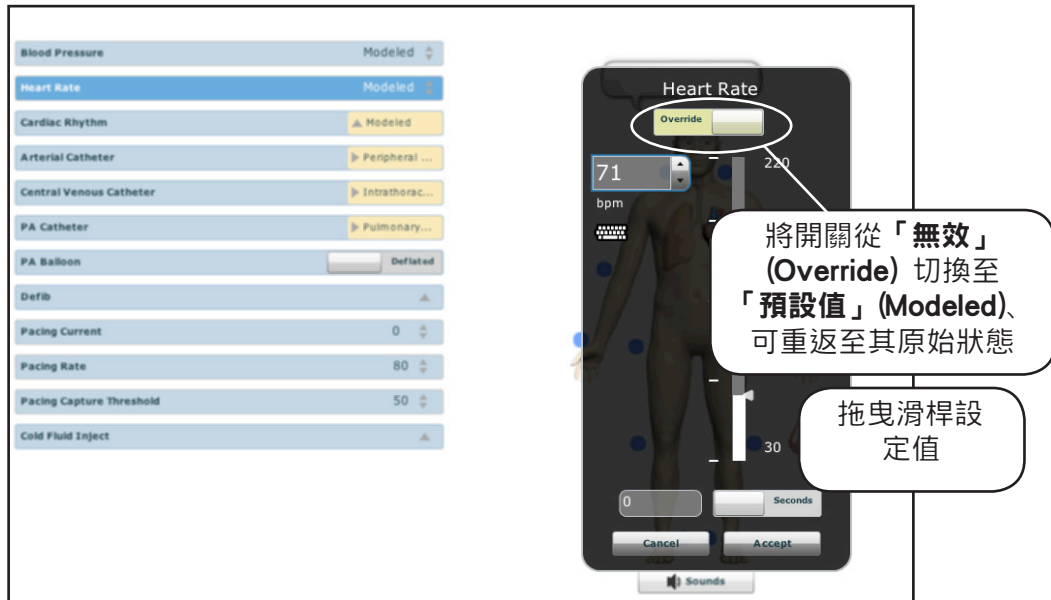 Blood Pressure Modeled
Heart Rate Modeled
Cardiac Rhythm Modeled
Arterial Catheter Peripheral ...
Central Venous Catheter Intrathorac...
PA Catheter Pulmonary...
PA Balloon Deflated
Defib
Pacing Current 0
Pacing Rate 80
Pacing Capture Threshold 50
Cold Fluid Inject
Heart Rate
Override
71
bpm
220
30
0 Seconds
Cancel Accept
Sounds
將開關從「無效」
(Override) 切換至
「預設值」(Modeled)、
可重返至其原始狀態
拖曳滑桿設
定值